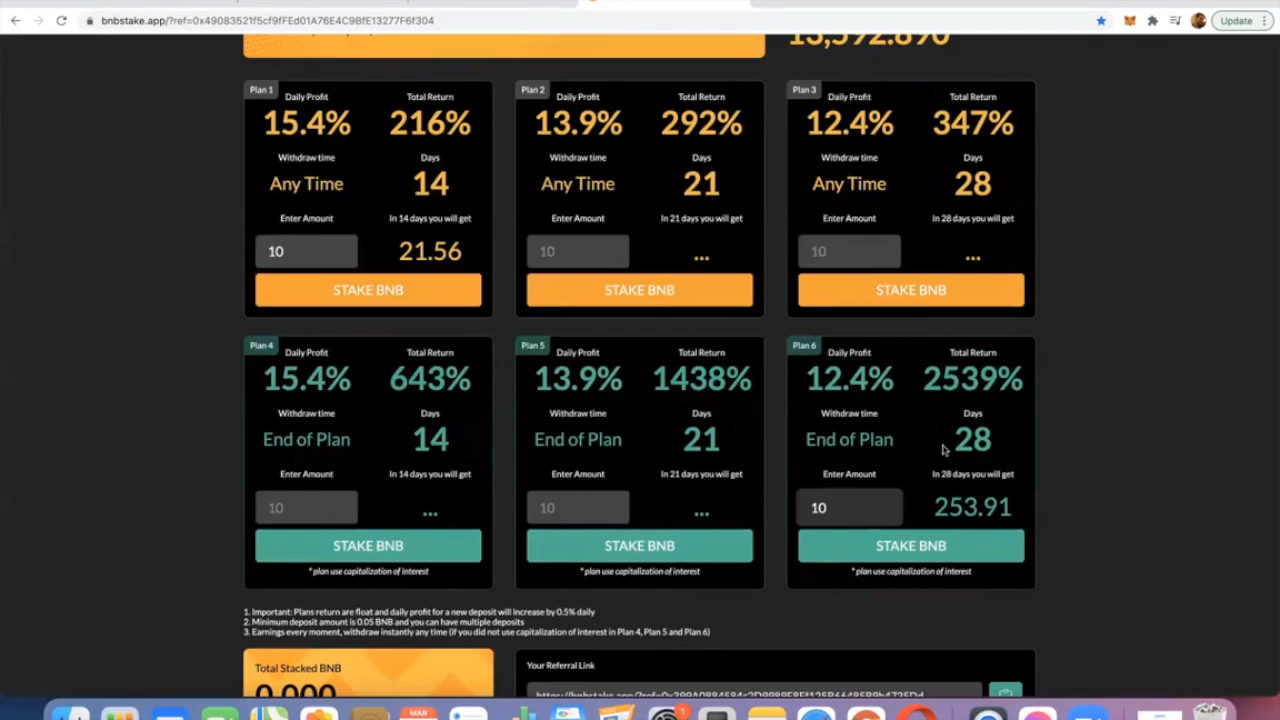 bnbstake.app/?ref=0x49083521f5cf9fFEd01A76E4C9BfE13277F6f304
Update
13,592.890
Plan 1
Daily Profit
Total Return
15.4%
216%
Withdraw time
Days
Any Time
14
Enter Amount
In 14 days you will get
10
21.56
STAKE BNB
Plan 2
Daily Profit
Total Return
13.9%
292%
Withdraw time
Days
Any Time
21
Enter Amount
In 21 days you will get
10
...
STAKE BNB
Plan 3
Daily Profit
Total Return
12.4%
347%
Withdraw time
Days
Any Time
28
Enter Amount
In 28 days you will get
10
...
STAKE BNB
Plan 4
Daily Profit
Total Return
15.4%
643%
Withdraw time
Days
End of Plan
14
Enter Amount
In 14 days you will get
10
...
STAKE BNB
* plan use capitalization of interest
Plan 5
Daily Profit
Total Return
13.9%
1438%
Withdraw time
Days
End of Plan
21
Enter Amount
In 21 days you will get
10
...
STAKE BNB
* plan use capitalization of interest
Plan 6
Daily Profit
Total Return
12.4%
2539%
Withdraw time
Days
End of Plan
28
Enter Amount
In 28 days you will get
10
253.91
STAKE BNB
* plan use capitalization of interest
1. Important: Plans return are float and daily profit for a new deposit will increase by 0.5% daily
2. Minimum deposit amount is 0.05 BNB and you can have multiple deposits
3. Earnings every moment, withdraw instantly any time (if you did not use capitalization of interest in Plan 4, Plan 5 and Plan 6)
Total Stacked BNB
0.000
Your Referral Link
MAR
1